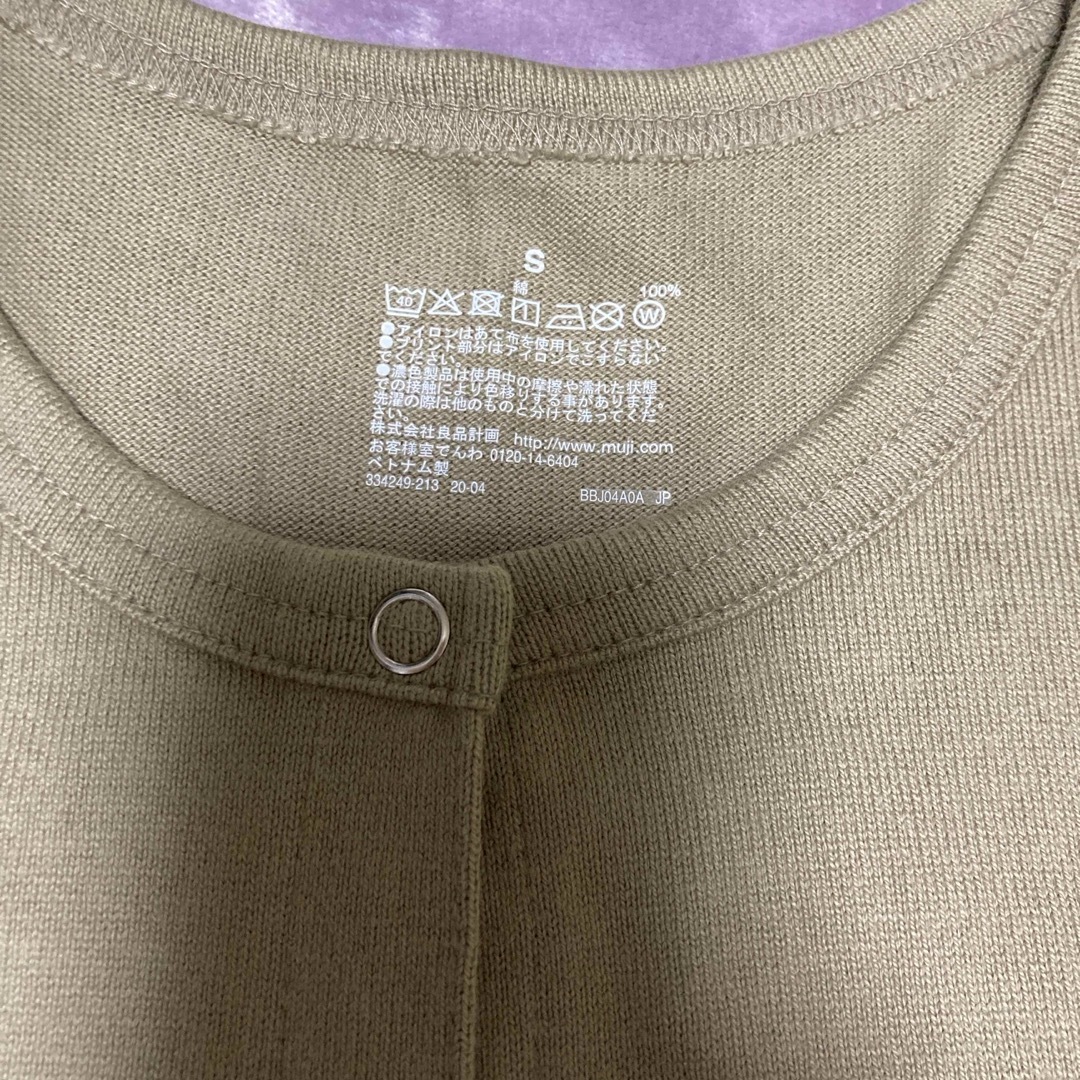 S
綿 100%
40 W
●アイロンはあて布を使用してください。
●プリント部分はアイロンでこすらない
でください。
●濃色製品は使用中の摩擦や濡れた状態
での接触により色移りする事があります。
洗濯の際は他のものと分けて洗ってくだ
さい。
株式会社良品計画 http://www.muji.com
お客様室でんわ 0120-14-6404
ベトナム製
334249-213 20-04 BBJ04A0A JP